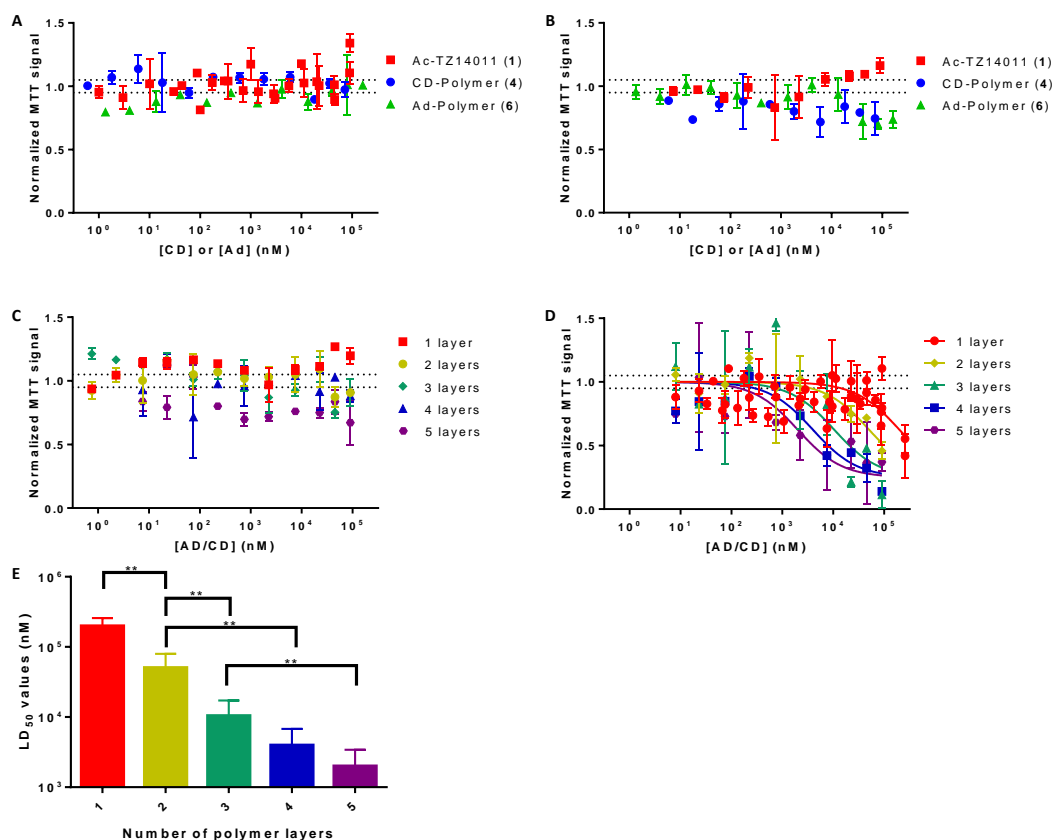 A
Normalized MTT signal
1.5
1.0
0.5
0.0
10^0 10^1 10^2 10^3 10^4 10^5
[CD] or [Ad] (nM)
Ac-TZ14011 (1)
CD-Polymer (4)
Ad-Polymer (6)
B
Normalized MTT signal
1.5
1.0
0.5
0.0
10^0 10^1 10^2 10^3 10^4 10^5
[CD] or [Ad] (nM)
Ac-TZ14011 (1)
CD-Polymer (4)
Ad-Polymer (6)
C
Normalized MTT signal
1.5
1.0
0.5
0.0
10^0 10^1 10^2 10^3 10^4 10^5
[AD/CD] (nM)
1 layer
2 layers
3 layers
4 layers
5 layers
D
Normalized MTT signal
1.5
1.0
0.5
0.0
10^0 10^1 10^2 10^3 10^4 10^5
[AD/CD] (nM)
1 layer
2 layers
3 layers
4 layers
5 layers
E
LD50 values (nM)
10^6
10^5
10^4
10^3
**
**
**
**
1 2 3 4 5
Number of polymer layers